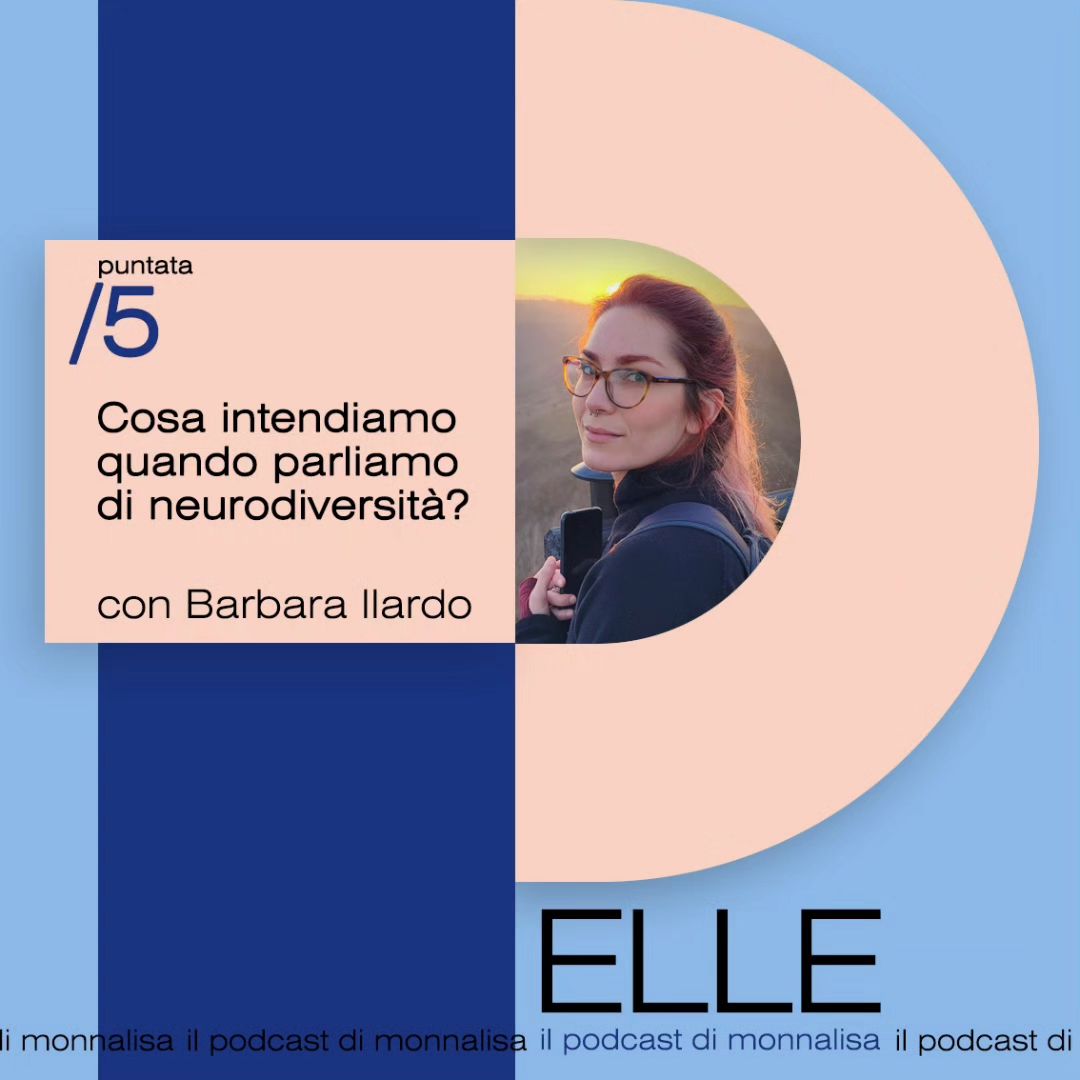 puntata
/5
Cosa intendiamo
quando parliamo
di neurodiversità?
con Barbara Ilardo
ELLE
di monnalisa il podcast di monnalisa il podcast di monnalisa il podcast di